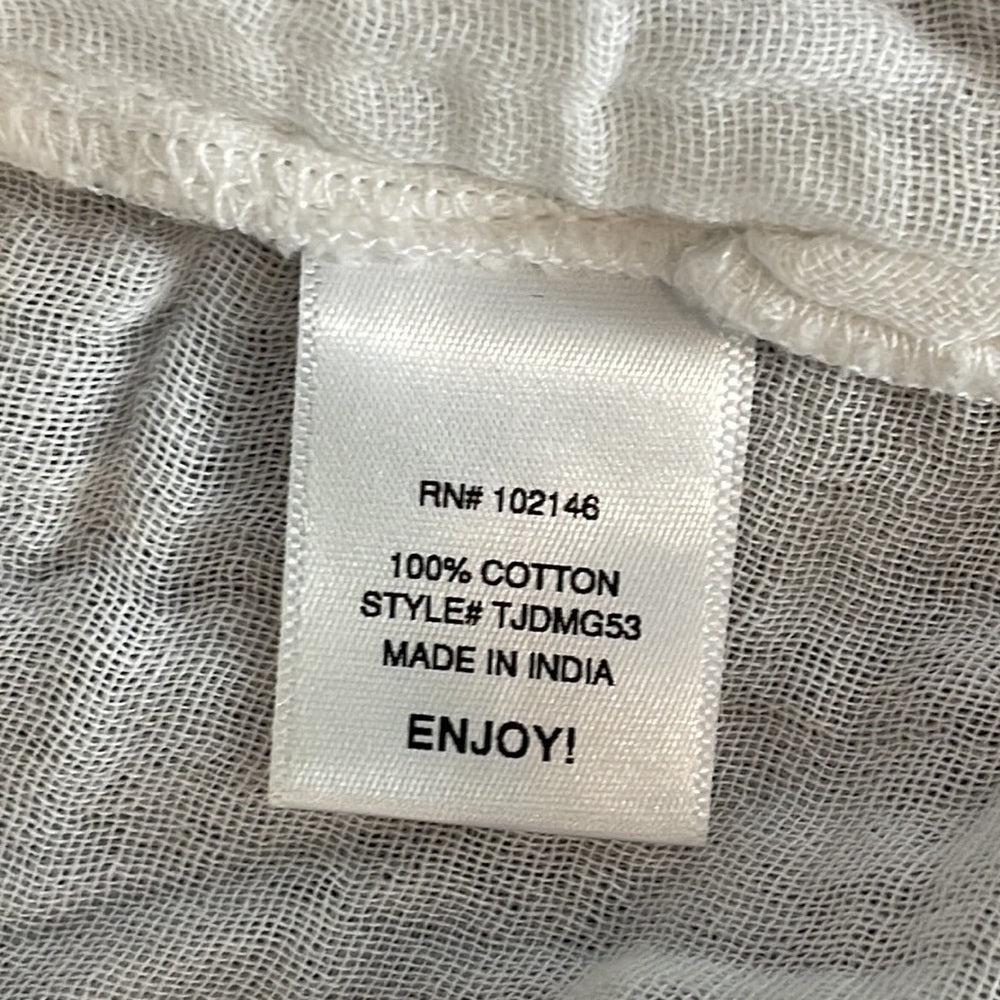 RN# 102146
100% COTTON
STYLE# TJDMG53
MADE IN INDIA
ENJOY!